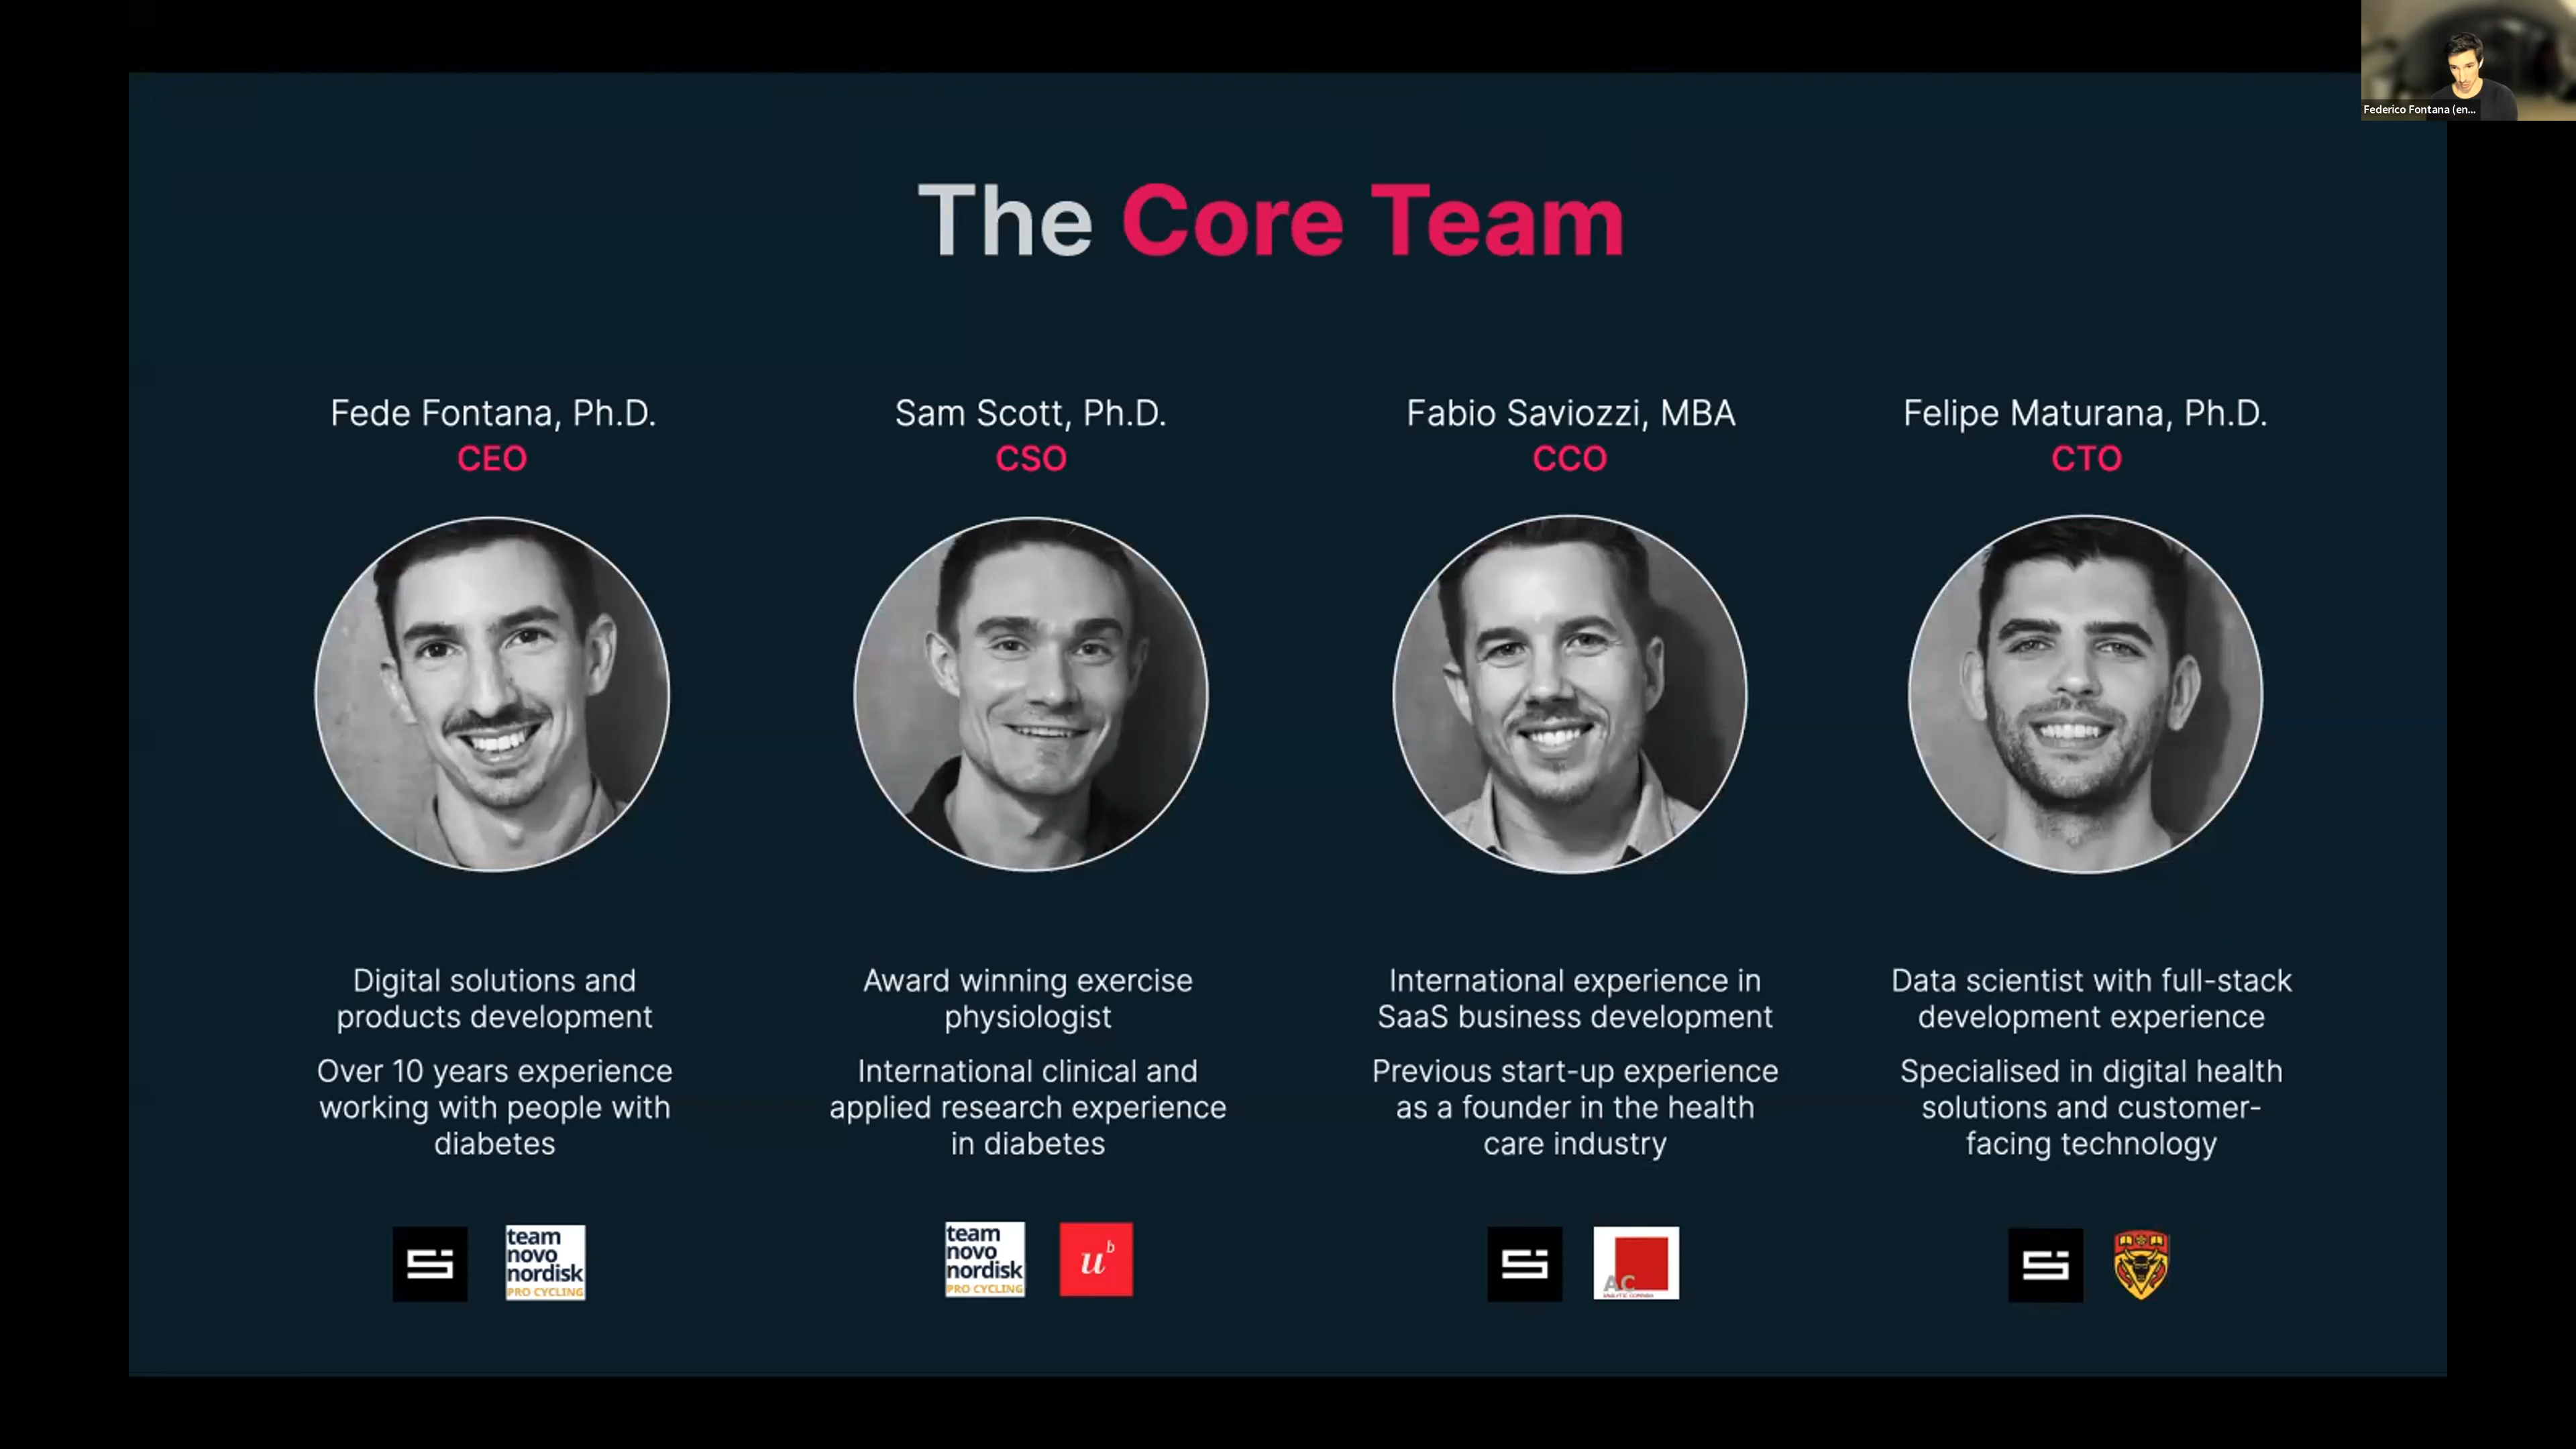 Federico Fontana (en...
The Core Team
Fede Fontana, Ph.D.
CEO
Sam Scott, Ph.D.
CSO
Fabio Saviozzi, MBA
CCO
Felipe Maturana, Ph.D.
CTO
Digital solutions and
products development
Over 10 years experience
working with people with
diabetes
Award winning exercise
physiologist
International clinical and
applied research experience
in diabetes
International experience in
SaaS business development
Previous start-up experience
as a founder in the health
care industry
Data scientist with full-stack
development experience
Specialised in digital health
solutions and customer-
facing technology
team
novo
nordisk
PRO CYCLING
team
novo
nordisk
PRO CYCLING
u
b
AC